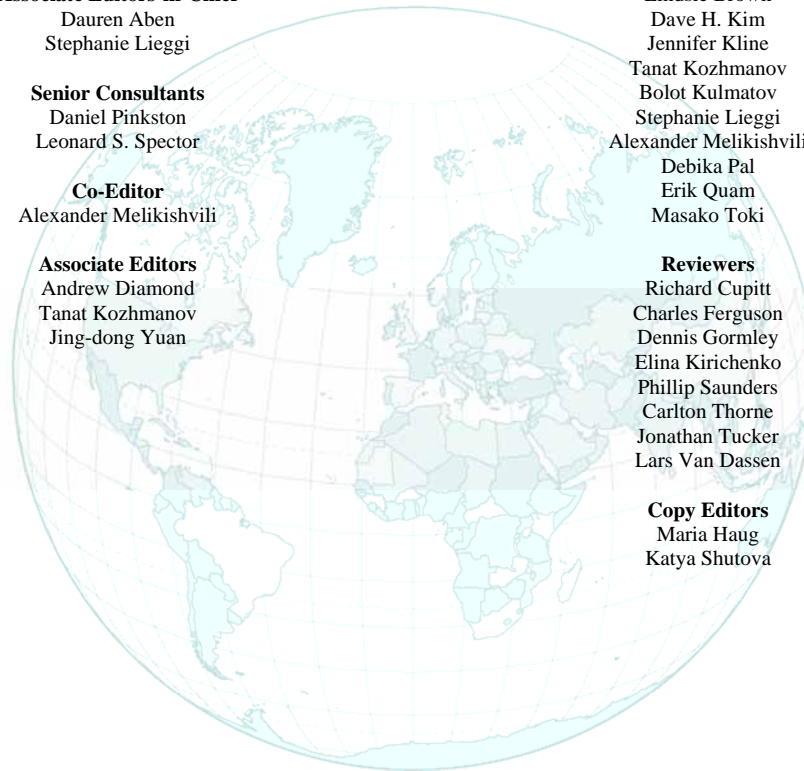 Dauren Aben
Stephanie Lieggi
Senior Consultants
Daniel Pinkston
Leonard S. Spector
Co-Editor
Alexander Melikishvili
Associate Editors
Andrew Diamond
Tanat Kozhmanov
Jing-dong Yuan
Dave H. Kim
Jennifer Kline
Tanat Kozhmanov
Bolot Kulmatov
Stephanie Lieggi
Alexander Melikishvili
Debika Pal
Erik Quam
Masako Toki
Reviewers
Richard Cupitt
Charles Ferguson
Dennis Gormley
Elina Kirichenko
Phillip Saunders
Carlton Thorne
Jonathan Tucker
Lars Van Dassen
Copy Editors
Maria Haug
Katya Shutova